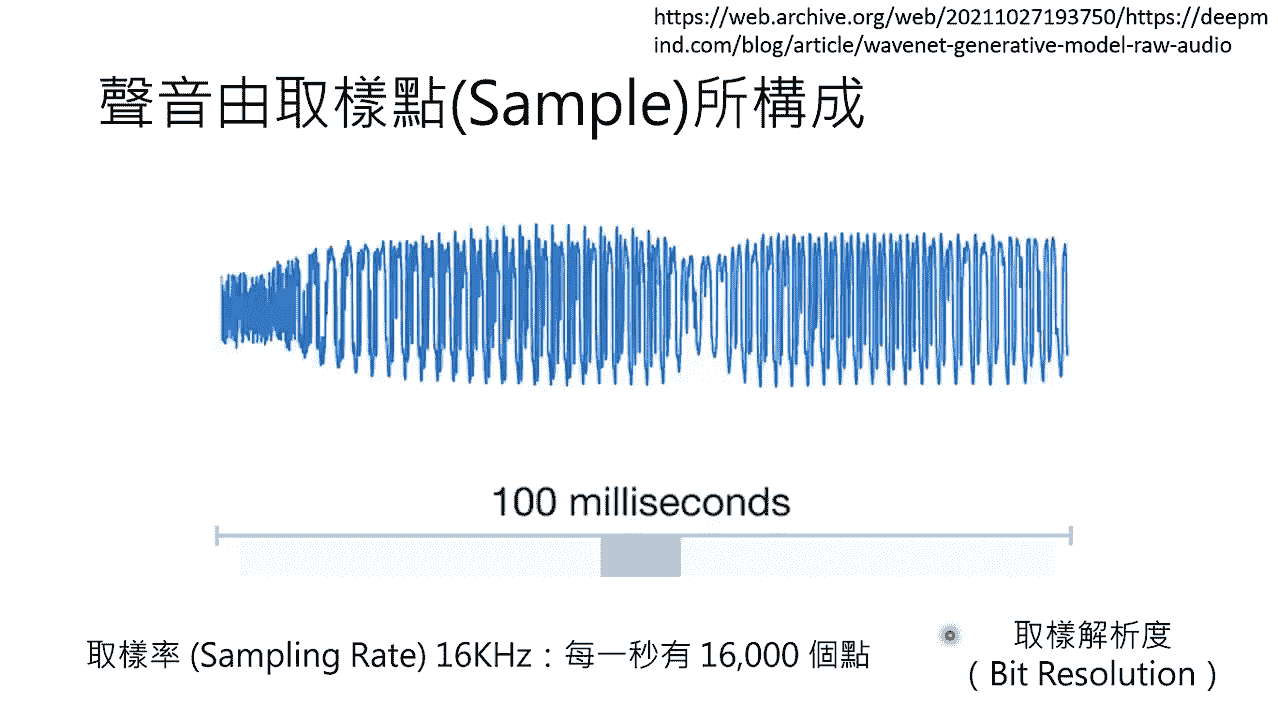 https://web.archive.org/web/20211027193750/https://deepm
ind.com/blog/article/wavenet-generative-model-raw-audio
聲音由取樣點(Sample)所構成
100 milliseconds
取樣率 (Sampling Rate) 16KHz：每一秒有 16,000 個點
取樣解析度
( Bit Resolution )